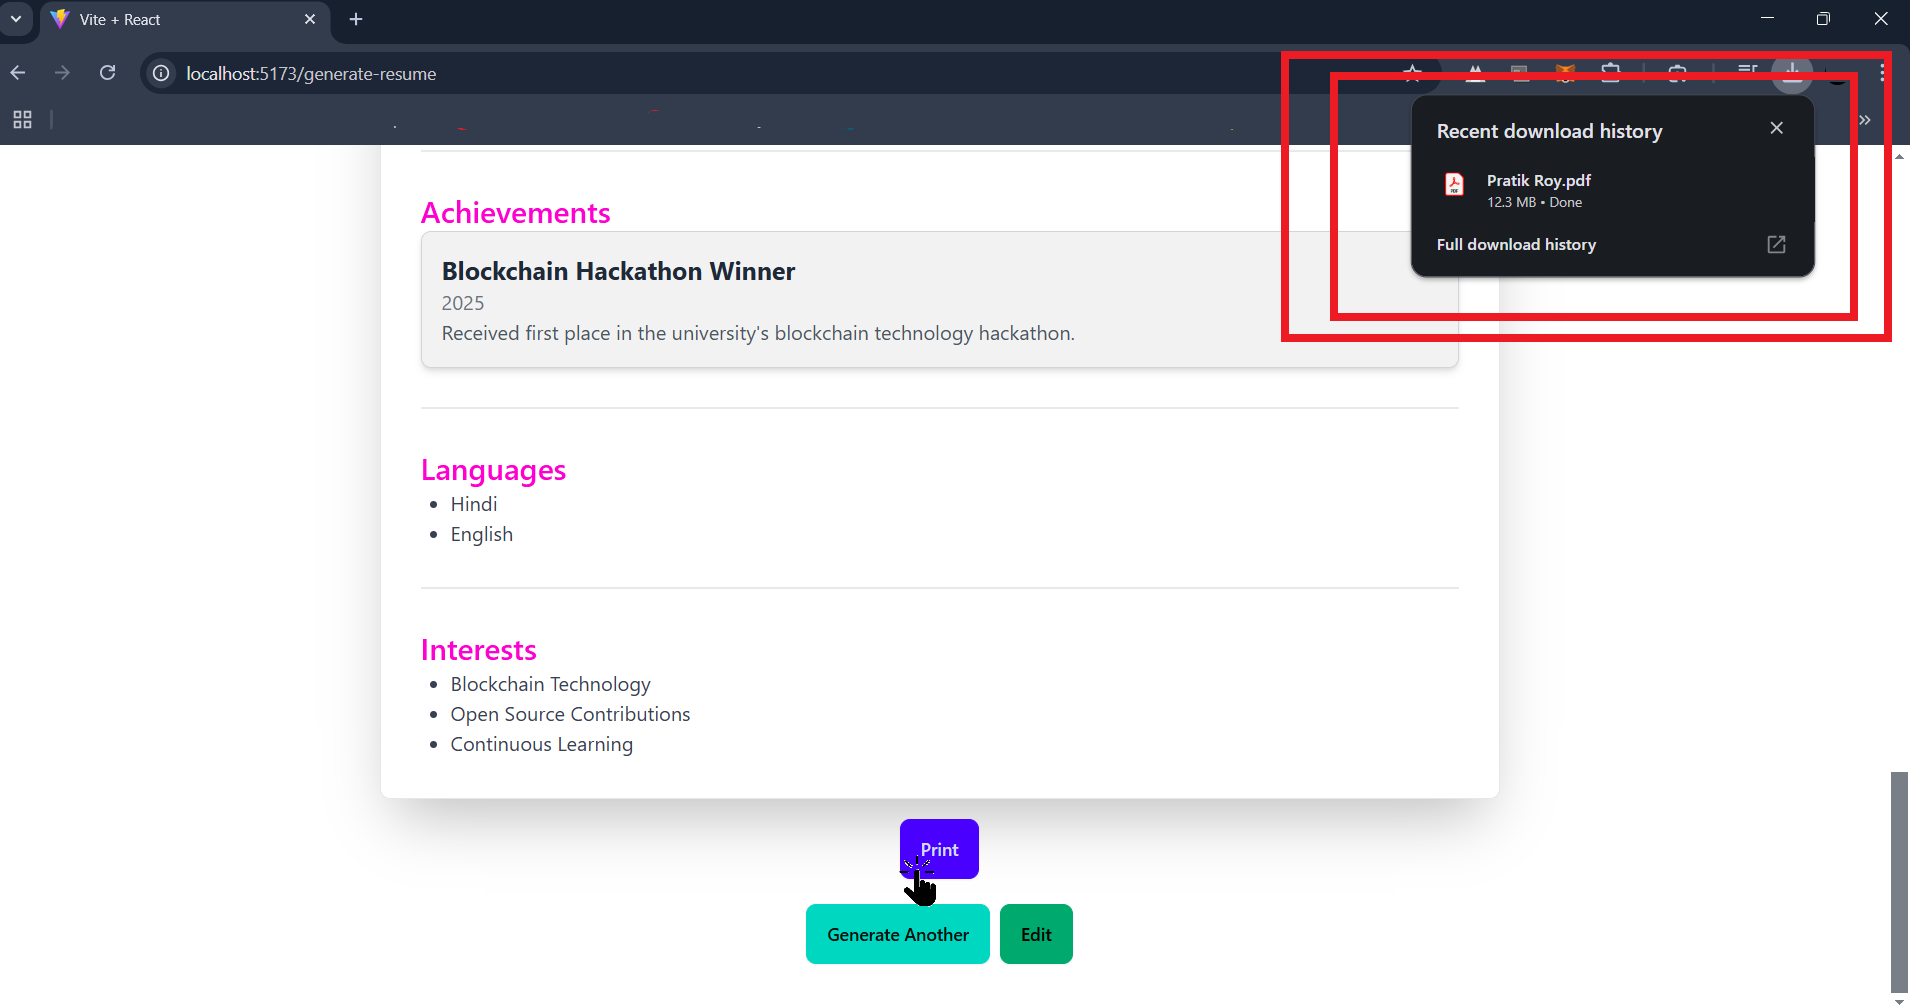 Vite + React
localhost:5173/generate-resume
Recent download history
Pratik Roy.pdf
12.3 MB • Done
Full download history
Achievements
Blockchain Hackathon Winner
2025
Received first place in the university's blockchain technology hackathon.
Languages
• Hindi
• English
Interests
• Blockchain Technology
• Open Source Contributions
• Continuous Learning
Print
Generate Another
Edit